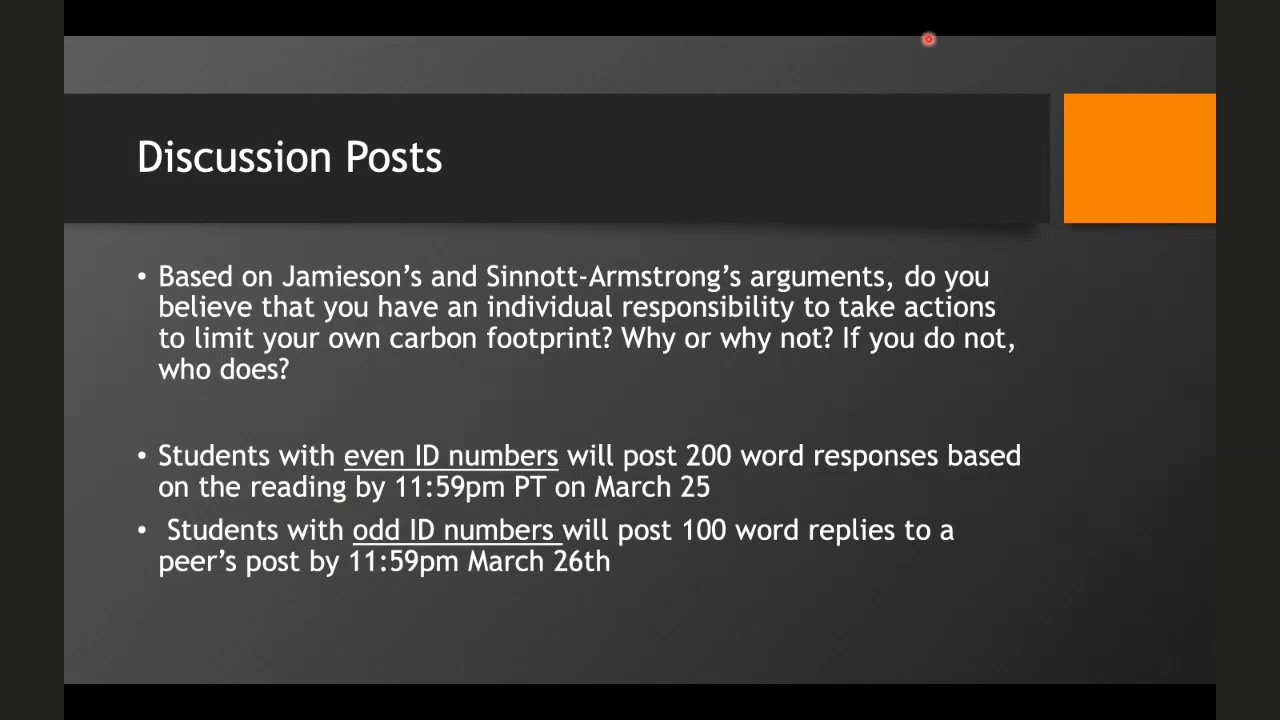 Discussion Posts
• Based on Jamieson’s and Sinnott-Armstrong’s arguments, do you
believe that you have an individual responsibility to take actions
to limit your own carbon footprint? Why or why not? If you do not,
who does?
• Students with even ID numbers will post 200 word responses based
on the reading by 11:59pm PT on March 25
• Students with odd ID numbers will post 100 word replies to a
peer’s post by 11:59pm March 26th